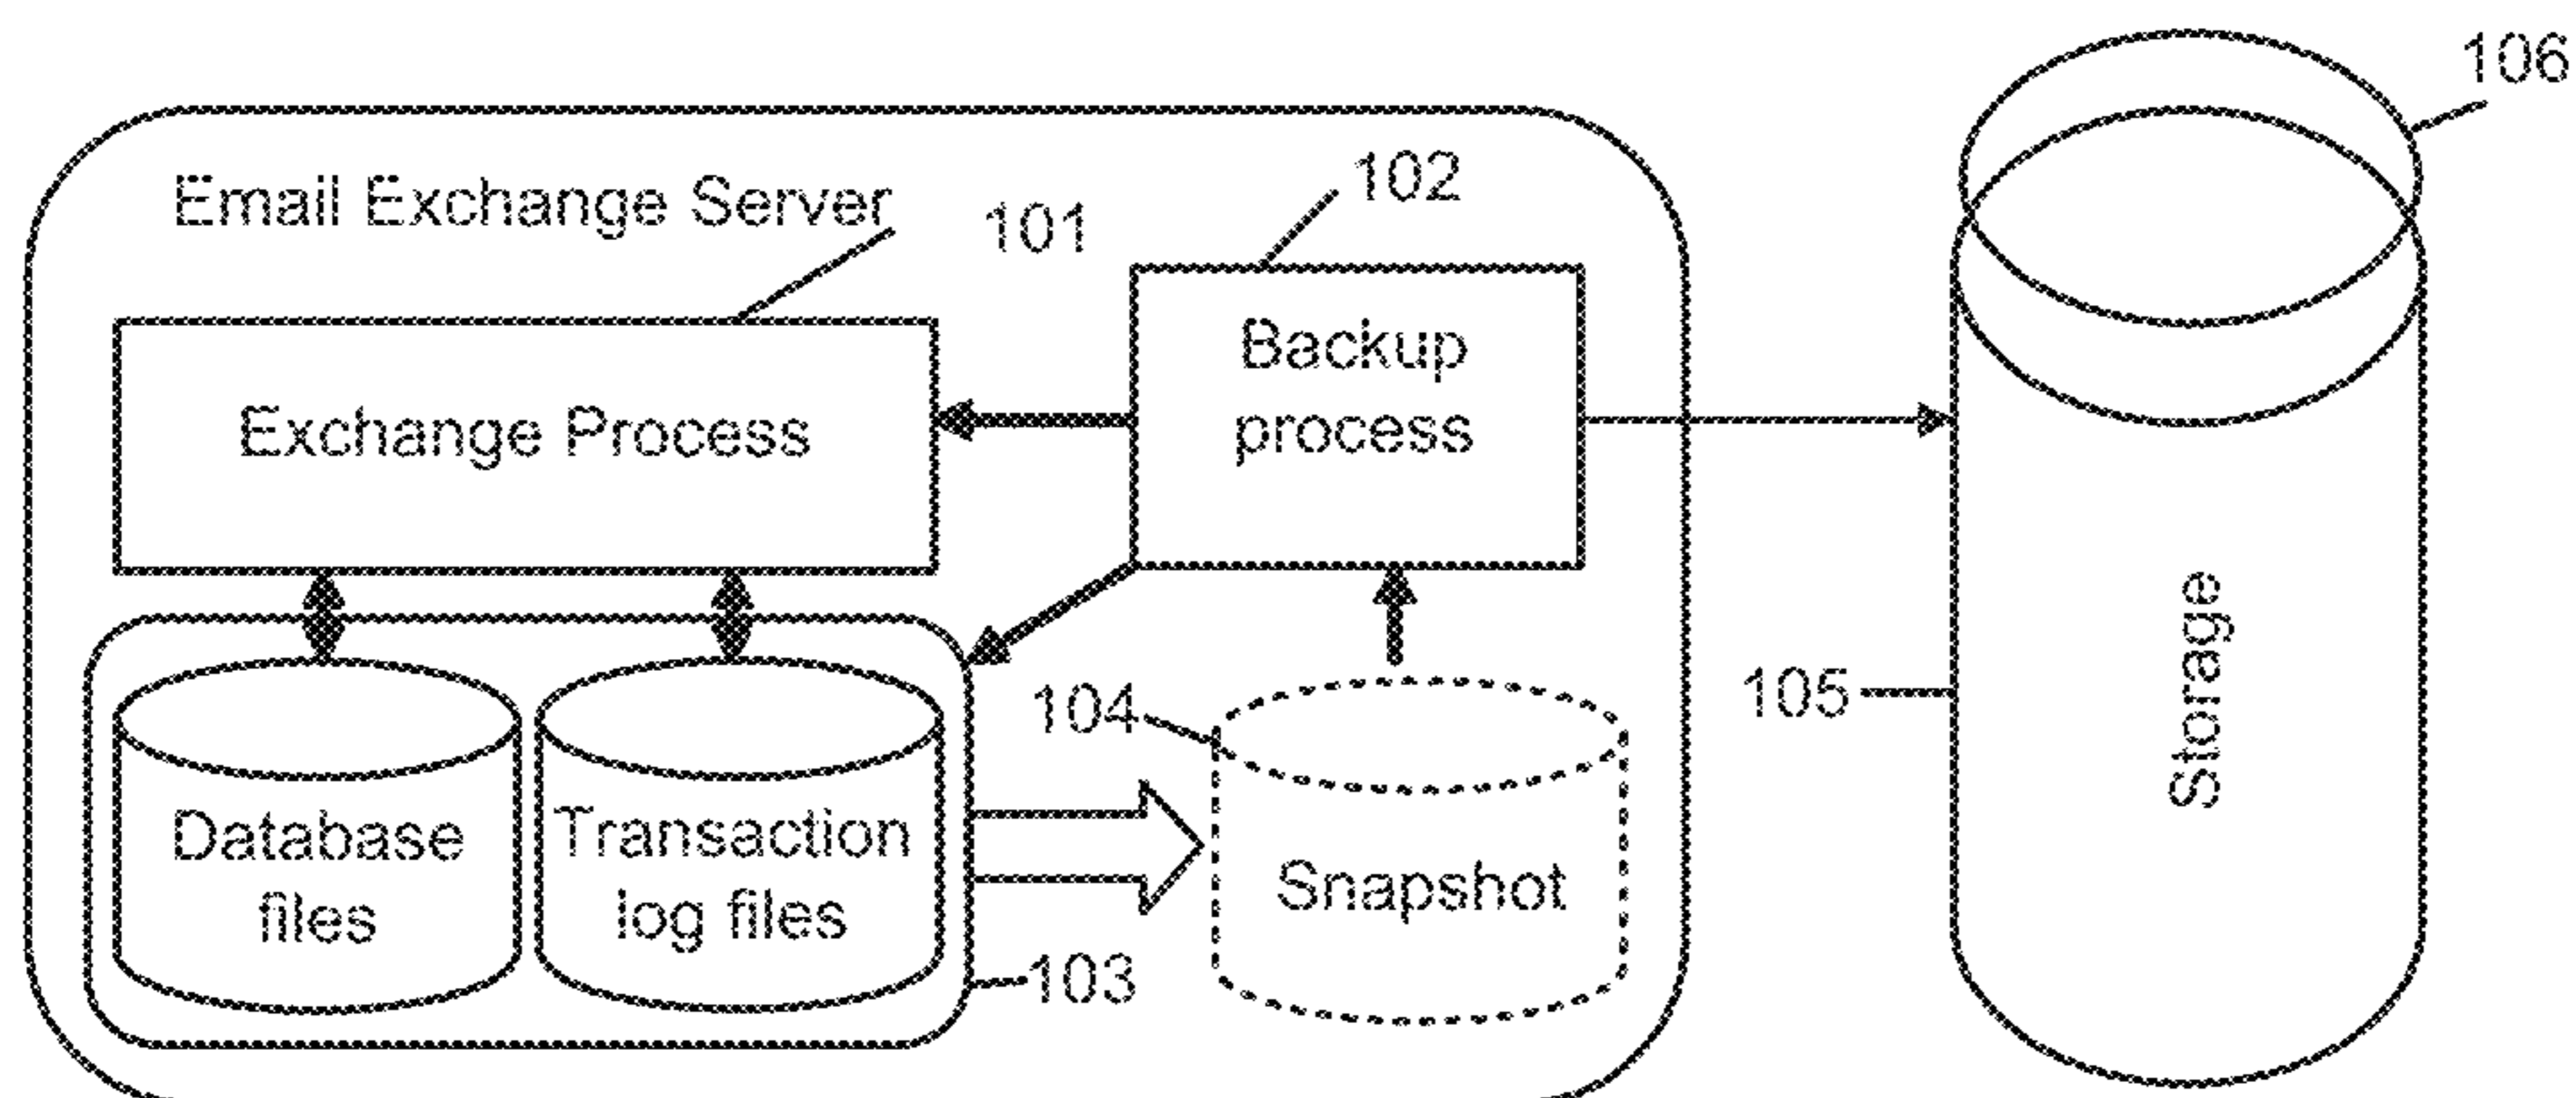 106
Email Exchange Server
102
101
Backup
process
Exchange Process
Storage
105
104
Database
files
Transaction
log files
Snapshot
103